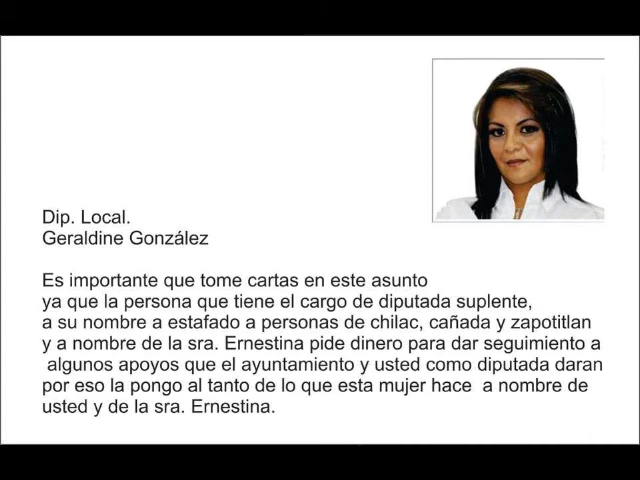 Dip. Local.
Geraldine González
Es importante que tome cartas en este asunto
ya que la persona que tiene el cargo de diputada suplente,
a su nombre a estafado a personas de chilac, cañada y zapotitlan
y a nombre de la sra. Ernestina pide dinero para dar seguimiento a
algunos apoyos que el ayuntamiento y usted como diputada daran
por eso la pongo al tanto de lo que esta mujer hace a nombre de
usted y de la sra. Ernestina.